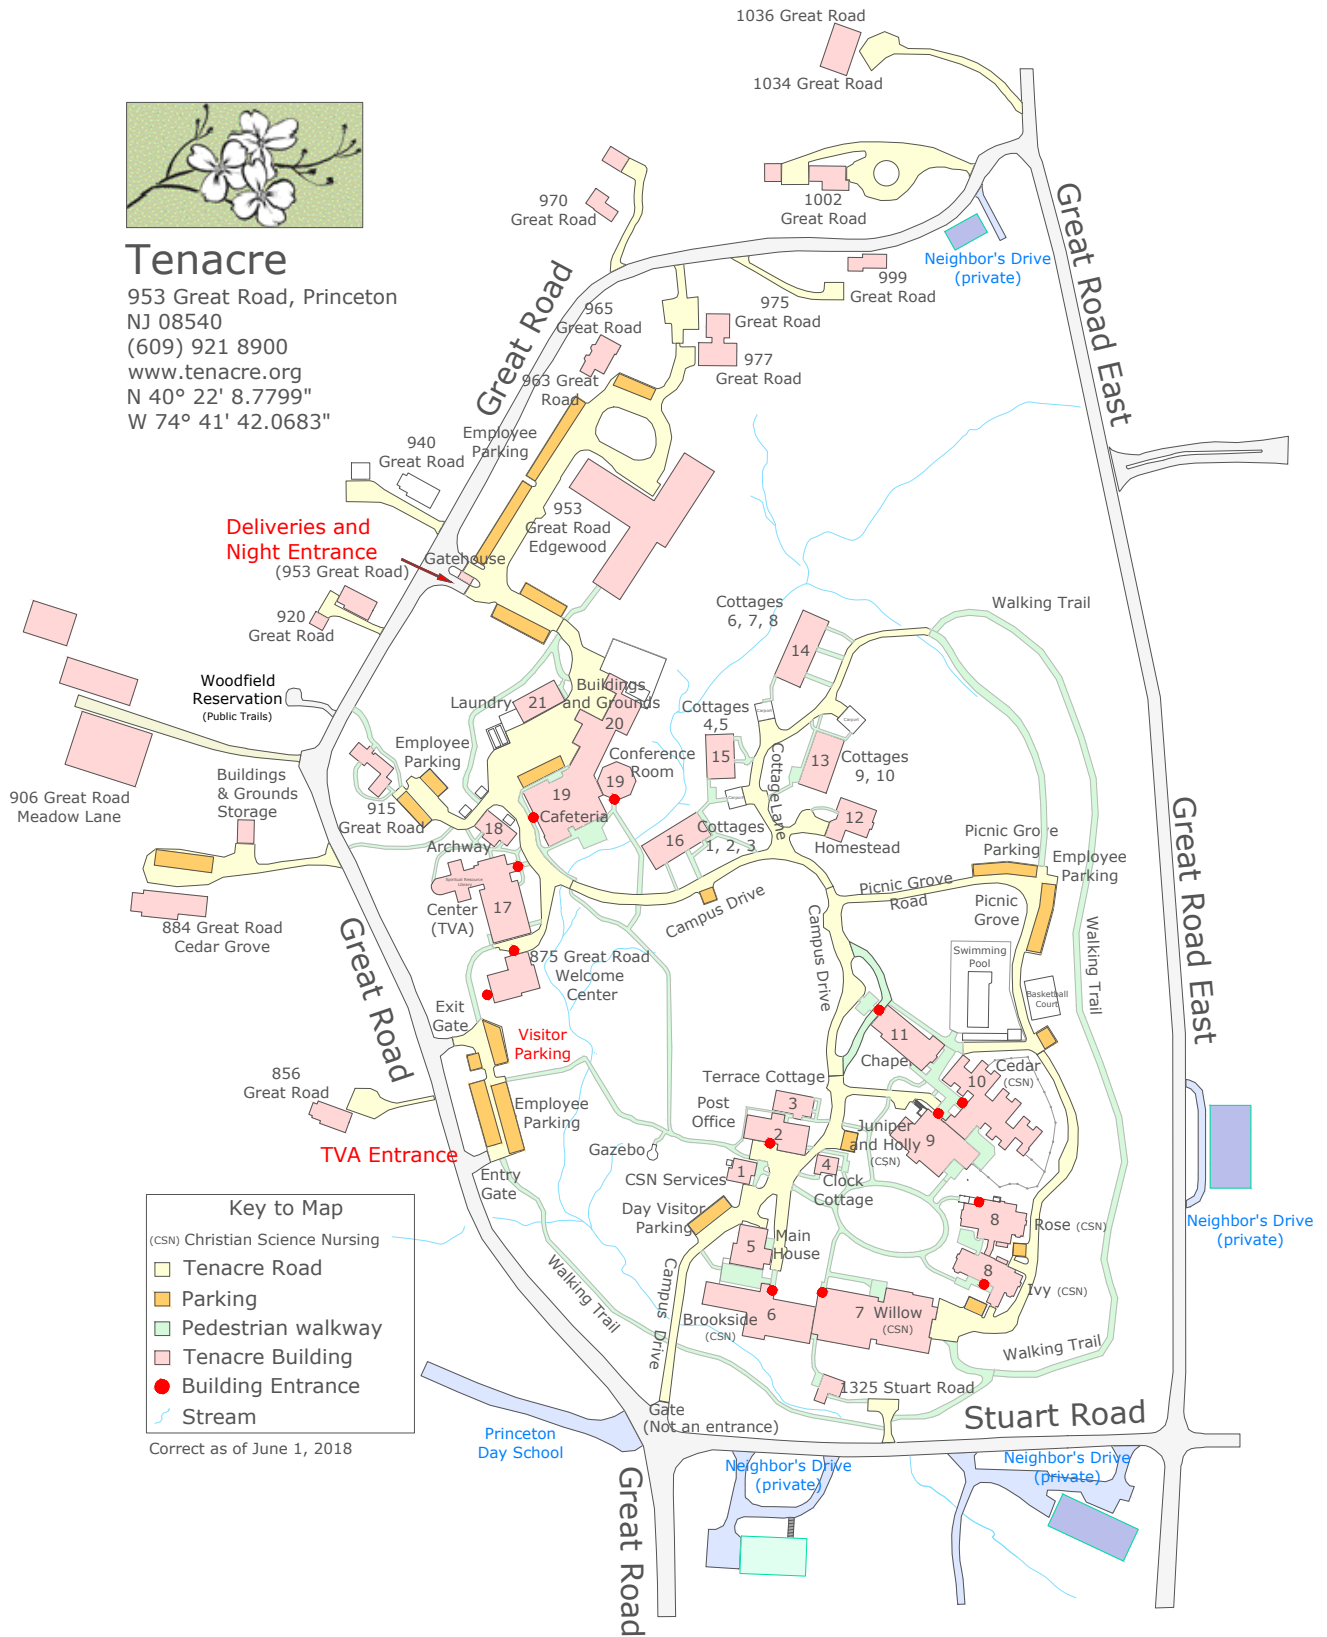 1036 Great Road
1034 Great Road
Tenacre
953 Great Road, Princeton
NJ 08540
(609) 921 8900
www.tenacre.org
N 40° 22' 8.7799"
W 74° 41' 42.0683"
970
Great Road
1002
Great Road
Great Road East
Neighbor's Drive
(private)
999
Great Road
975
Great Road
977
Great Road
965
Great Road
Great Road
963 Great
Road
Employee
Parking
940
Great Road
953
Great Road
Edgewood
Deliveries and
Night Entrance
(953 Great Road)
Gatehouse
920
Great Road
Woodfield
Reservation
(Public Trails)
Cottages
6, 7, 8
14
Walking Trail
Laundry
21
Buildings
and Grounds
20
Cottages
4,5
15
Carport
Carport
13
Cottages
9, 10
Cottage Lane
Employee
Parking
Conference
Room
19
19
Cafeteria
Carport
906 Great Road
Meadow Lane
Buildings
& Grounds
Storage
915
Great Road
18
Archway
16
Cottages
1, 2, 3
12
Homestead
Picnic Grove
Parking
Employee
Parking
Great Road East
Spiritual Resource
Library
Center
(TVA)
17
Campus Drive
Picnic Grove
Road
Picnic
Grove
884 Great Road
Cedar Grove
Great Road
875 Great Road
Welcome
Center
Campus Drive
Swimming
Pool
Walking Trail
Basketball
Court
Exit
Gate
Visitor
Parking
11
Chapel
Cedar
(CSN)
10
856
Great Road
Terrace Cottage
3
Post
Office
2
Employee
Parking
Juniper
and Holly
(CSN)
9
TVA Entrance
Gazebo
Entry
Gate
CSN Services
1
4
Clock
Cottage
Key to Map
(CSN) Christian Science Nursing
Tenacre Road
Parking
Pedestrian walkway
Tenacre Building
Building Entrance
Stream
Correct as of June 1, 2018
Day Visitor
Parking
5
Main
House
8
Rose (CSN)
8
Ivy (CSN)
Neighbor's Drive
(private)
Walking Trail
Campus Drive
Brookside
(CSN)
6
7
Willow
(CSN)
Walking Trail
1325 Stuart Road
Gate
(Not an entrance)
Stuart Road
Princeton
Day School
Neighbor's Drive
(private)
Neighbor's Drive
(private)
Great Road